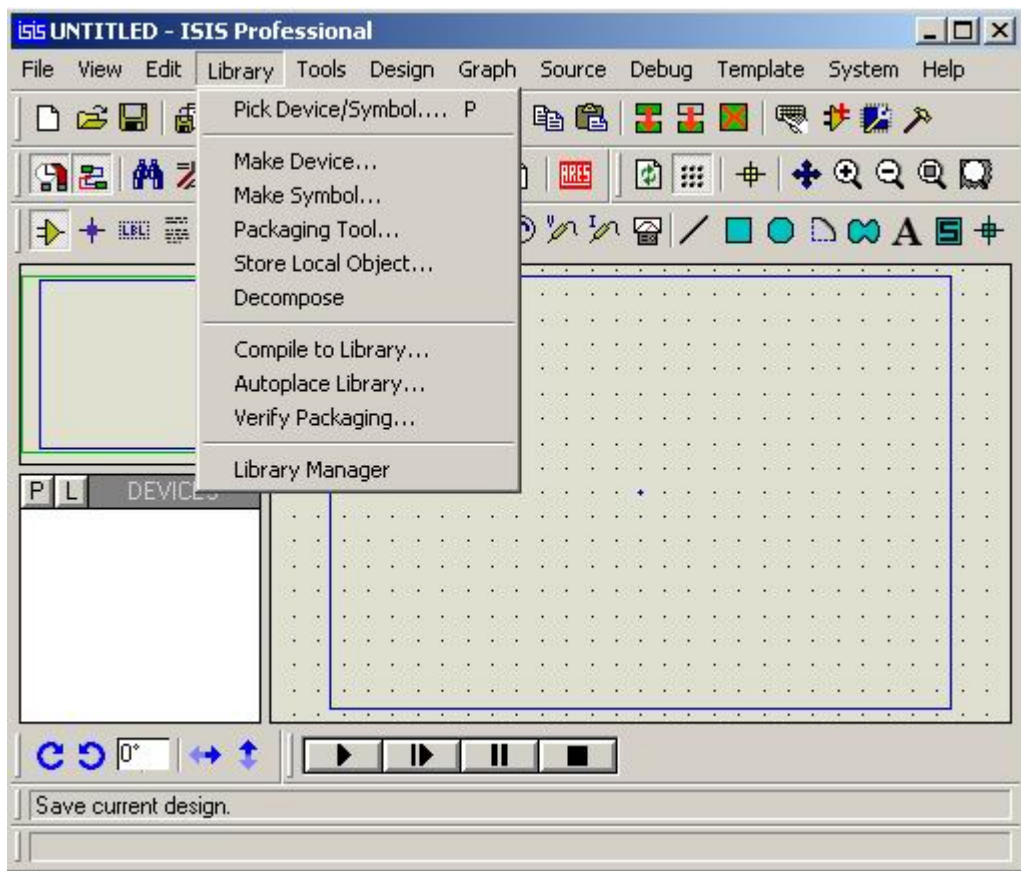 isis UNTITLED - ISIS Professional
File View Edit Library Tools Design Graph Source Debug Template System Help
Pick Device/Symbol.... P
Make Device...
Make Symbol...
ARES
LBL
Packaging Tool...
A
S
Store Local Object...
Decompose
Compile to Library...
Autoplace Library...
Verify Packaging...
Library Manager
P L DEVICES
0°
Save current design.